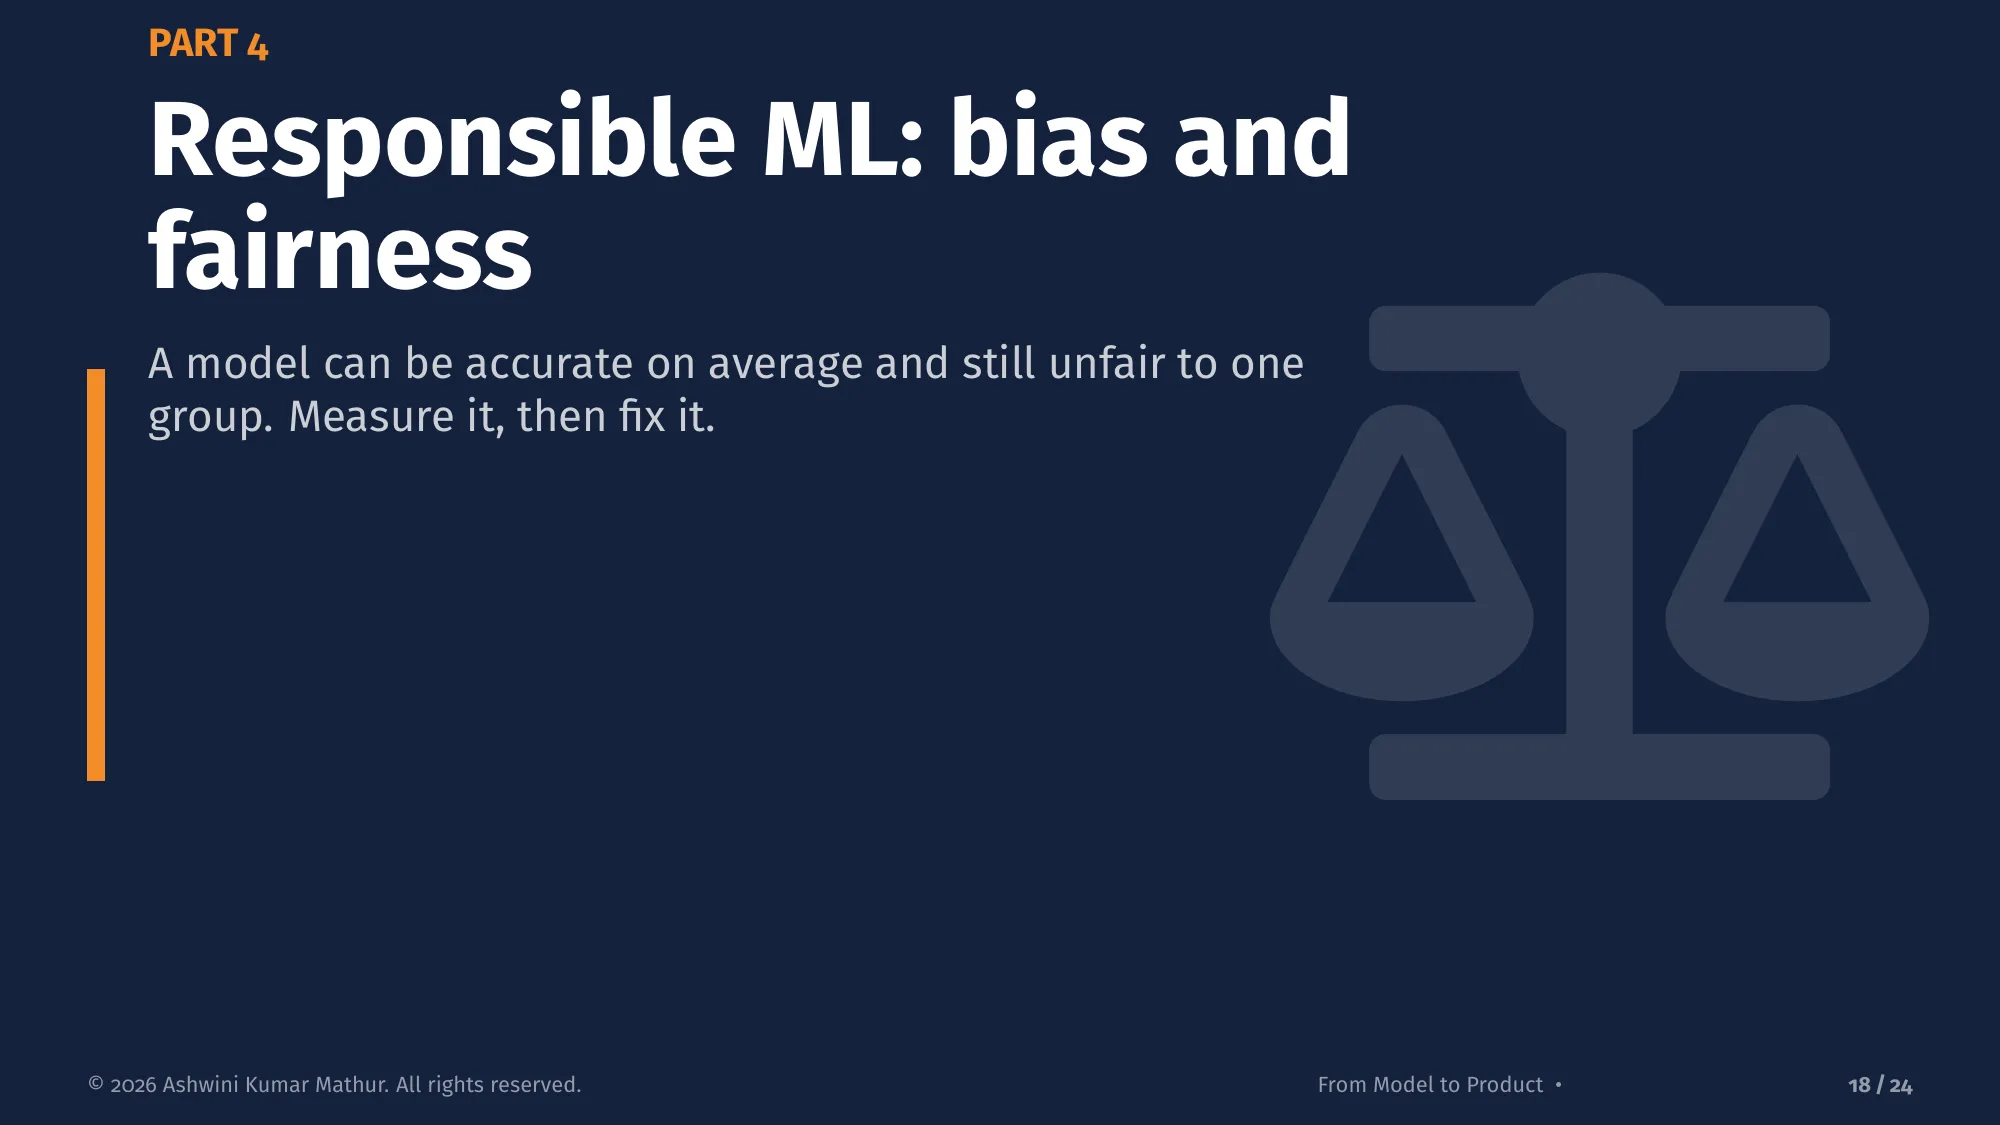 PART 4
Responsible ML: bias and
fairness
A model can be accurate on average and still unfair to one
group. Measure it, then fix it.
© 2026 Ashwini Kumar Mathur. All rights reserved.
From Model to Product •
18 / 24